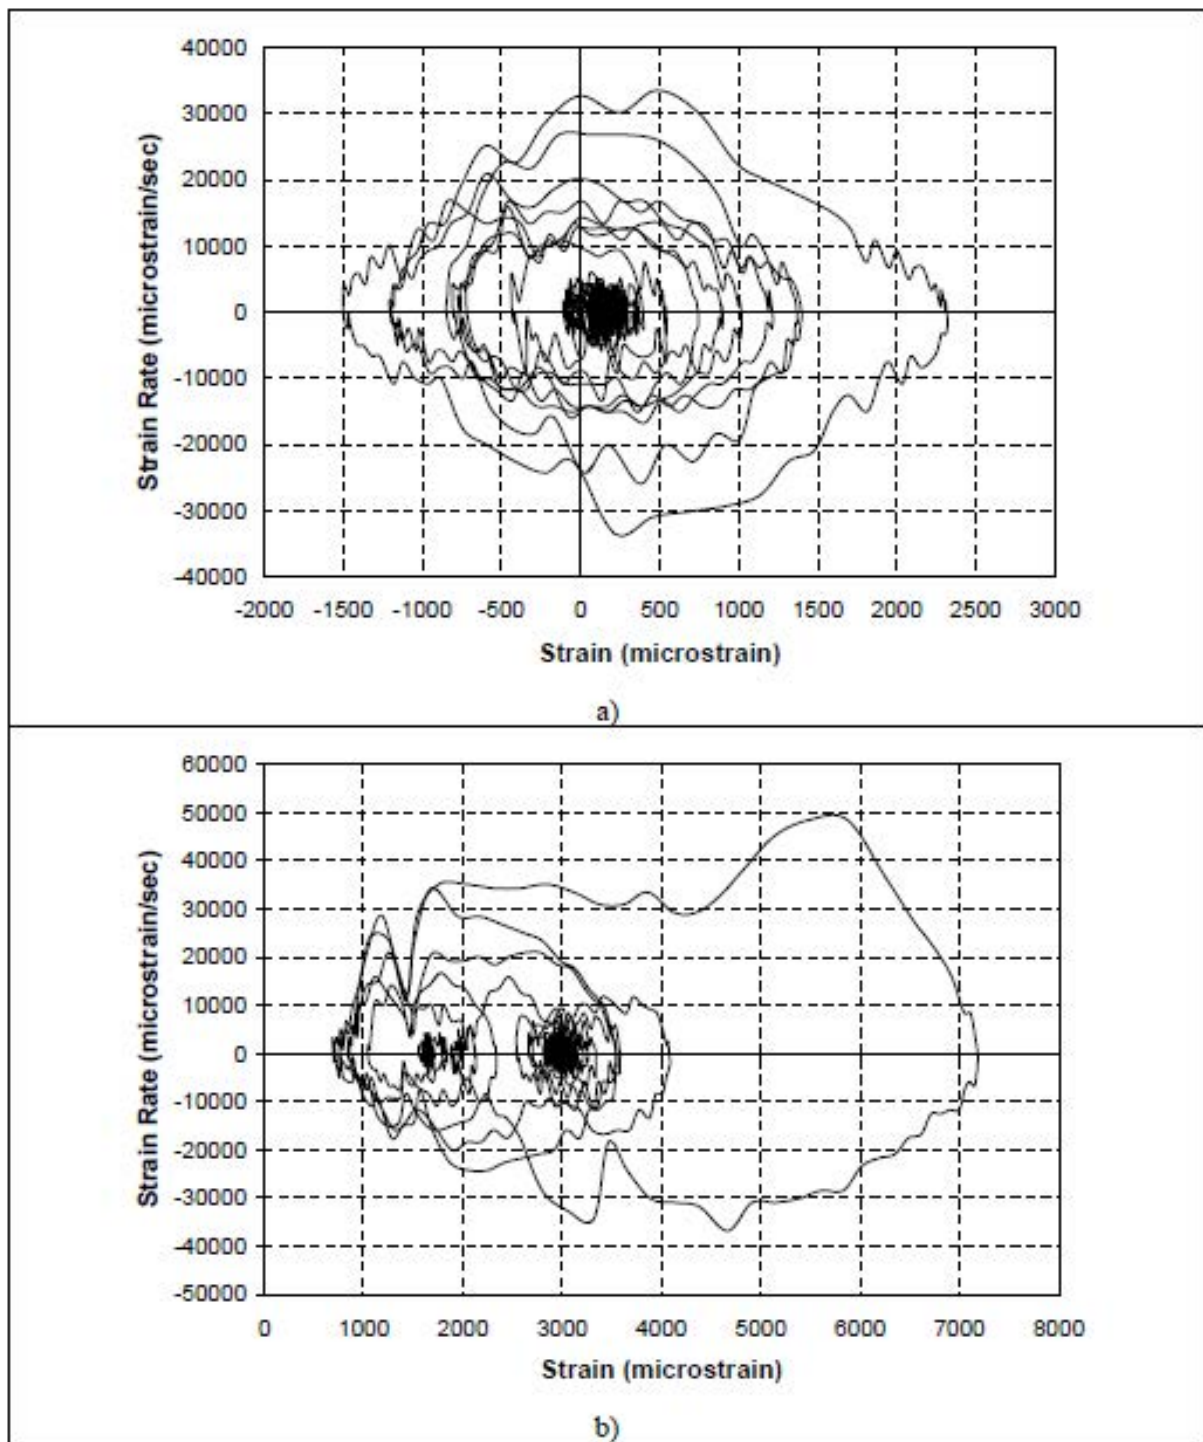 40000
30000
20000
10000
0
-10000
-20000
-30000
-40000
Strain Rate (microstrain/sec)
-2000 -1500 -1000 -500 0 500 1000 1500 2000 2500 3000
Strain (microstrain)
a)
60000
50000
40000
30000
20000
10000
0
-10000
-20000
-30000
-40000
-50000
Strain Rate (microstrain/sec)
0 1000 2000 3000 4000 5000 6000 7000 8000
Strain (microstrain)
b)